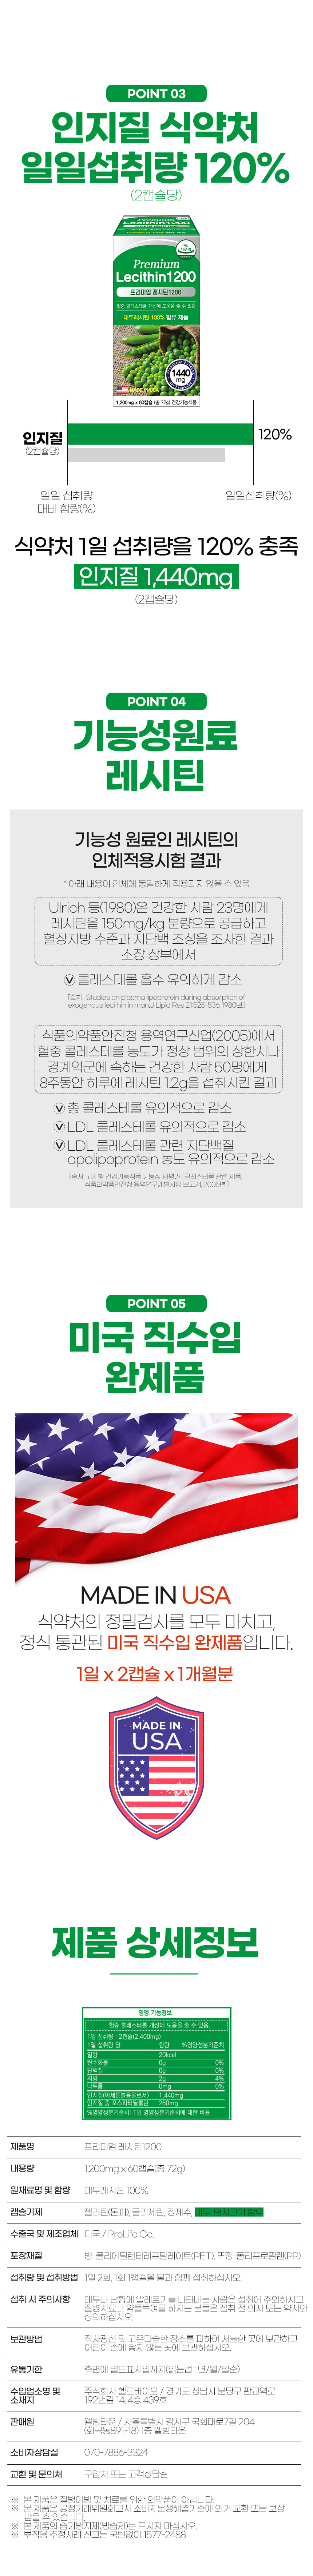 POINT 03
인지질 식약처
일일섭취량 120%
(2캡슐당)
Premium
Lecithin1200
프리미엄 레시틴1200
혈중 콜레스테롤 개선에 도움을 줄 수 있음
대두레시틴 100% 함유 제품
1440
mg
1,200mg x 60캡슐 (총 72g) 건강기능식품
인지질
(2캡슐당)
120%
일일 섭취량
대비 함량(%)
일일섭취량(%)
식약처 1일 섭취량을 120% 충족
인지질 1,440mg
(2캡슐당)
POINT 04
기능성원료
레시틴
기능성 원료인 레시틴의
인체적용시험 결과
* 아래 내용이 인체에 동일하게 적용되지 않을 수 있음
Ulrich 등(1980)은 건강한 사람 23명에게
레시틴을 150mg/kg 분량으로 공급하고
혈장지방 수준과 지단백 조성을 조사한 결과
소장 상부에서
콜레스테롤 흡수 유의하게 감소
[출처 : Studies on plasma lipoprotein during absorption of
exogenous lecithin in man.J Lipid Res 21:525-536. 1980년.]
식품의약품안전청 용역연구산업(2005)에서
혈중 콜레스테롤 농도가 정상 범위의 상한치나
경계역군에 속하는 건강한 사람 50명에게
8주동안 하루에 레시틴 1.2g을 섭취시킨 결과
총 콜레스테롤 유의적으로 감소
LDL 콜레스테롤 유의적으로 감소
LDL 콜레스테롤 관련 지단백질
apolipoprotein 농도 유의적으로 감소
[출처: 고시형 건강기능식품 기능성 재평가 : 콜레스테롤 관련 제품,
식품의약품안전청 용역연구개발사업 보고서. 2005년.]
POINT 05
미국 직수입
완제품
MADE IN USA
식약처의 정밀검사를 모두 마치고,
정식 통관된 미국 직수입 완제품입니다.
1일 x 2캡슐 x 1개월분
MADE IN
USA
제품 상세정보
영양·기능정보
혈중 콜레스테롤 개선에 도움을 줄 수 있음
1일 섭취량 : 2캡슐(2,400mg)
1일 섭취량 당 함량 %영양성분기준치
열량 20kcal
탄수화물 0g 0%
단백질 0g 0%
지방 2g 4%
나트륨 0mg 0%
인지질(아세톤불용물로서) 1,440mg
인지질 중 포스파티딜콜린 260mg
%영양성분기준치: 1일 영양성분기준치에 대한 비율
제품명 프리미엄 레시틴1200
내용량 1,200mg x 60캡슐(총 72g)
원재료명 및 함량 대두레시틴 100%
캡슐기제 젤라틴(돈피), 글리세린, 정제수, 대두, 돼지고기 함유
수출국 및 제조업체 미국 / ProLife Co.
포장재질 병-폴리에틸렌테레프탈레이트(PET), 뚜껑-폴리프로필렌(PP)
섭취량 및 섭취방법 1일 2회, 1회 1캡슐을 물과 함께 섭취하십시오.
섭취 시 주의사항 대두나 난황에 알레르기를 나타내는 사람은 섭취에 주의하시고
질병치료나 약물투여를 하시는 분들은 섭취 전 의사 또는 약사와
상의하십시오.
보관방법 직사광선 및 고온다습한 장소를 피하여 서늘한 곳에 보관하고
어린이 손에 닿지 않는 곳에 보관하십시오.
유통기한 측면에 별도표시일까지(읽는법 : 년/월/일순)
수입업소명 및 소재지 주식회사 헬로바이오 / 경기도 성남시 분당구 판교역로
192번길 14, 4층 439호
판매원 웰빙타운 / 서울특별시 강서구 국회대로7길 204
(화곡동891-18) 1층 웰빙타운
소비자상담실 070-7886-3324
교환 및 문의처 구입처 또는 고객상담실
※ 본 제품은 질병예방 및 치료를 위한 의약품이 아닙니다.
※ 본 제품은 공정거래위원회고시 소비자분쟁해결기준에 의거 교환 또는 보상
받을 수 있습니다.
※ 본 제품의 습기방지제(방습제)는 드시지 마십시오.
※ 부작용 추정사례 신고는 국번없이 1577-2488